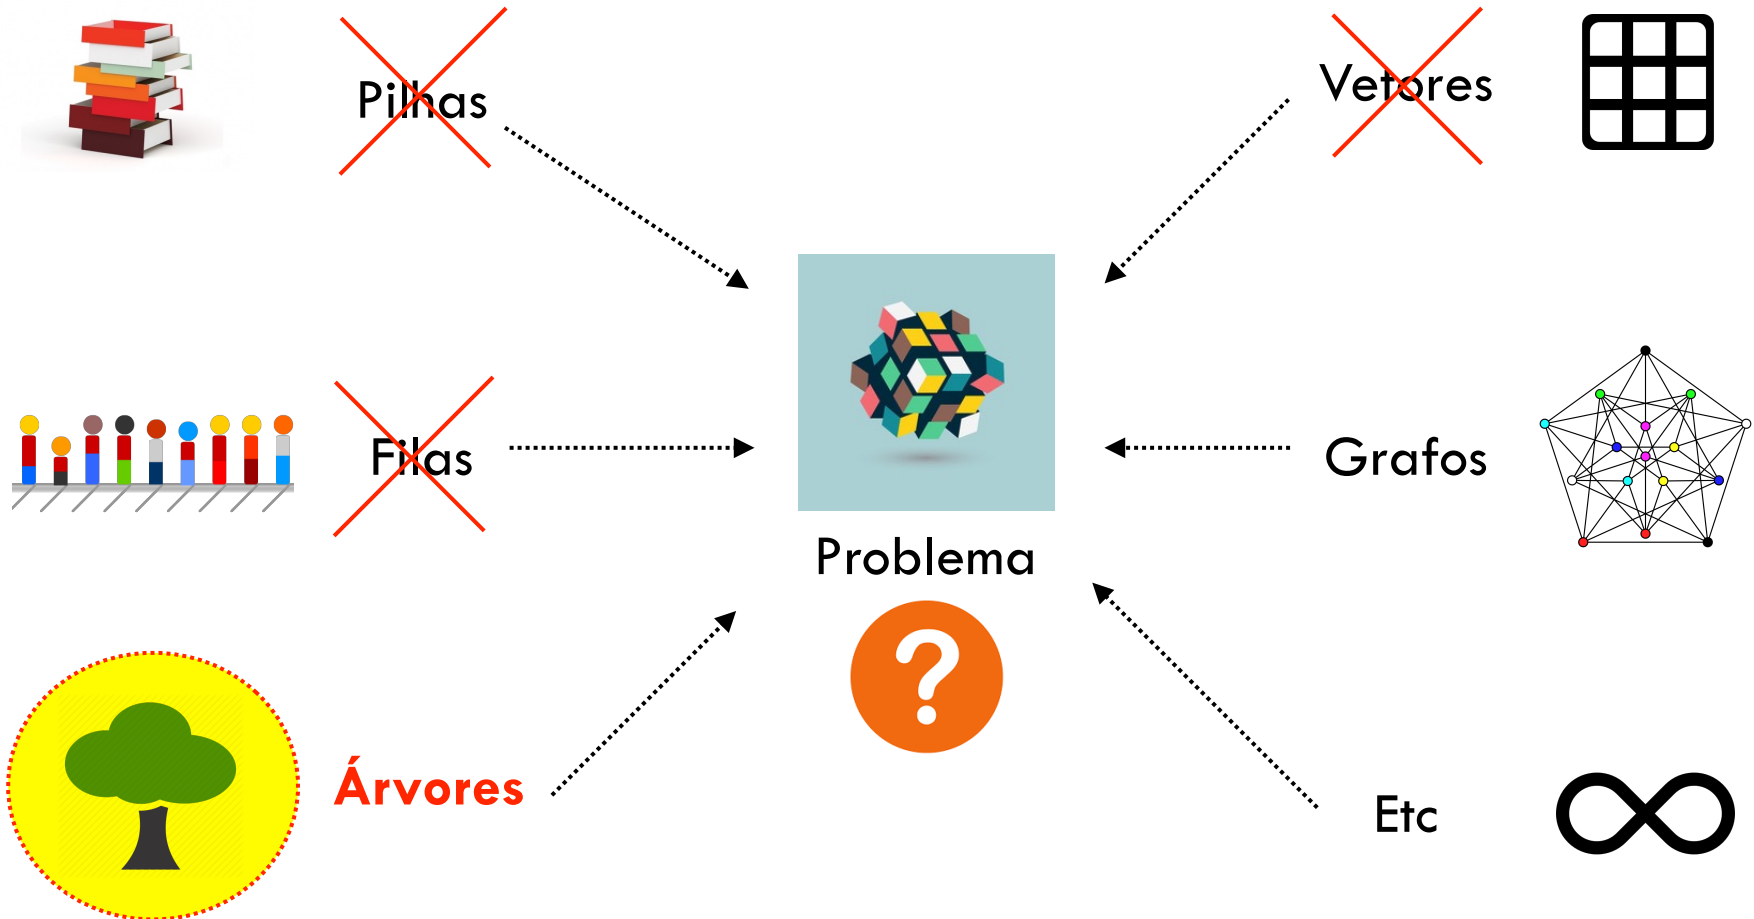 Pilhas
Vetores
Filas
Grafos
Problema
?
Árvores
Etc